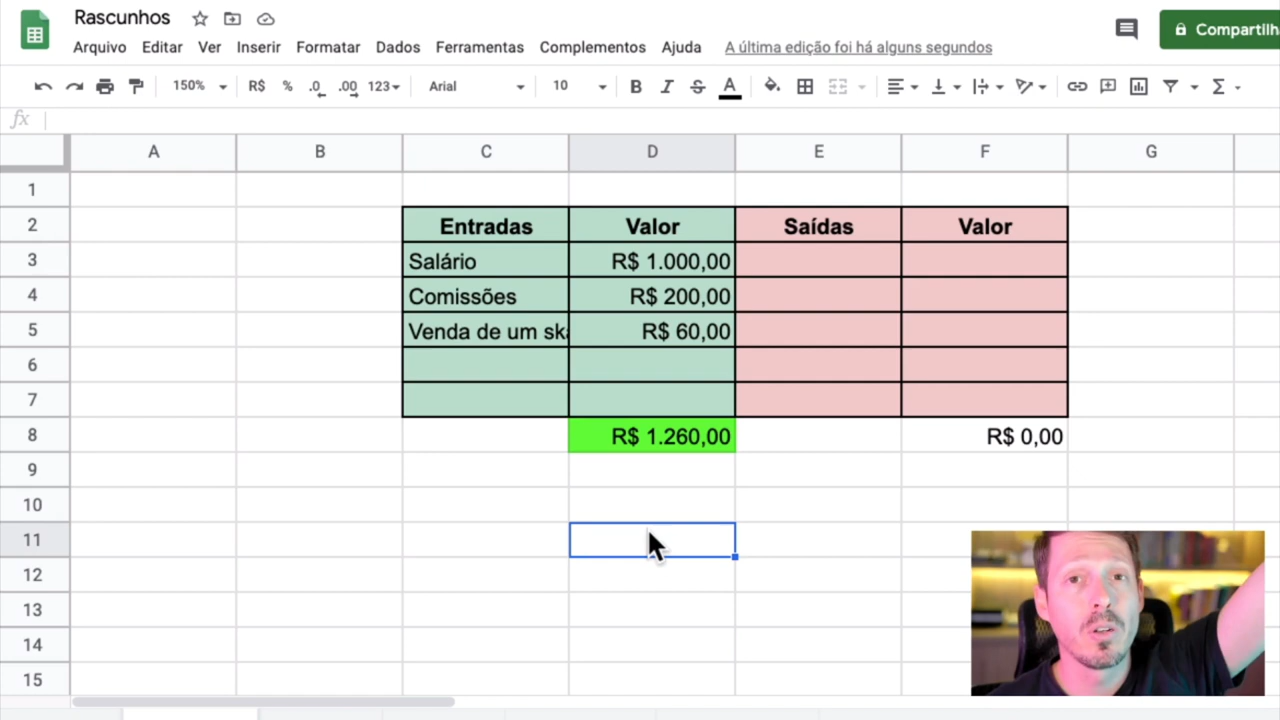 Rascunhos
Arquivo Editar Ver Inserir Formatar Dados Ferramentas Complementos Ajuda A última edição foi há alguns segundos
150% R$ % .0 .00 123 Arial 10 B I S A Σ
fx
A B C D E F G
1
2 Entradas Valor Saídas Valor
3 Salário R$ 1.000,00
4 Comissões R$ 200,00
5 Venda de um ska R$ 60,00
6
7
8 R$ 1.260,00 R$ 0,00
9
10
11
12
13
14
15